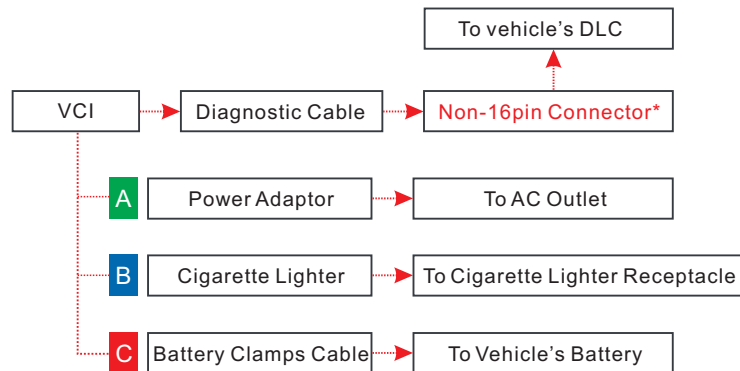 To vehicle's DLC
VCI
Diagnostic Cable
Non-16pin Connector*
A
Power Adaptor
To AC Outlet
B
Cigarette Lighter
To Cigarette Lighter Receptacle
C
Battery Clamps Cable
To Vehicle's Battery